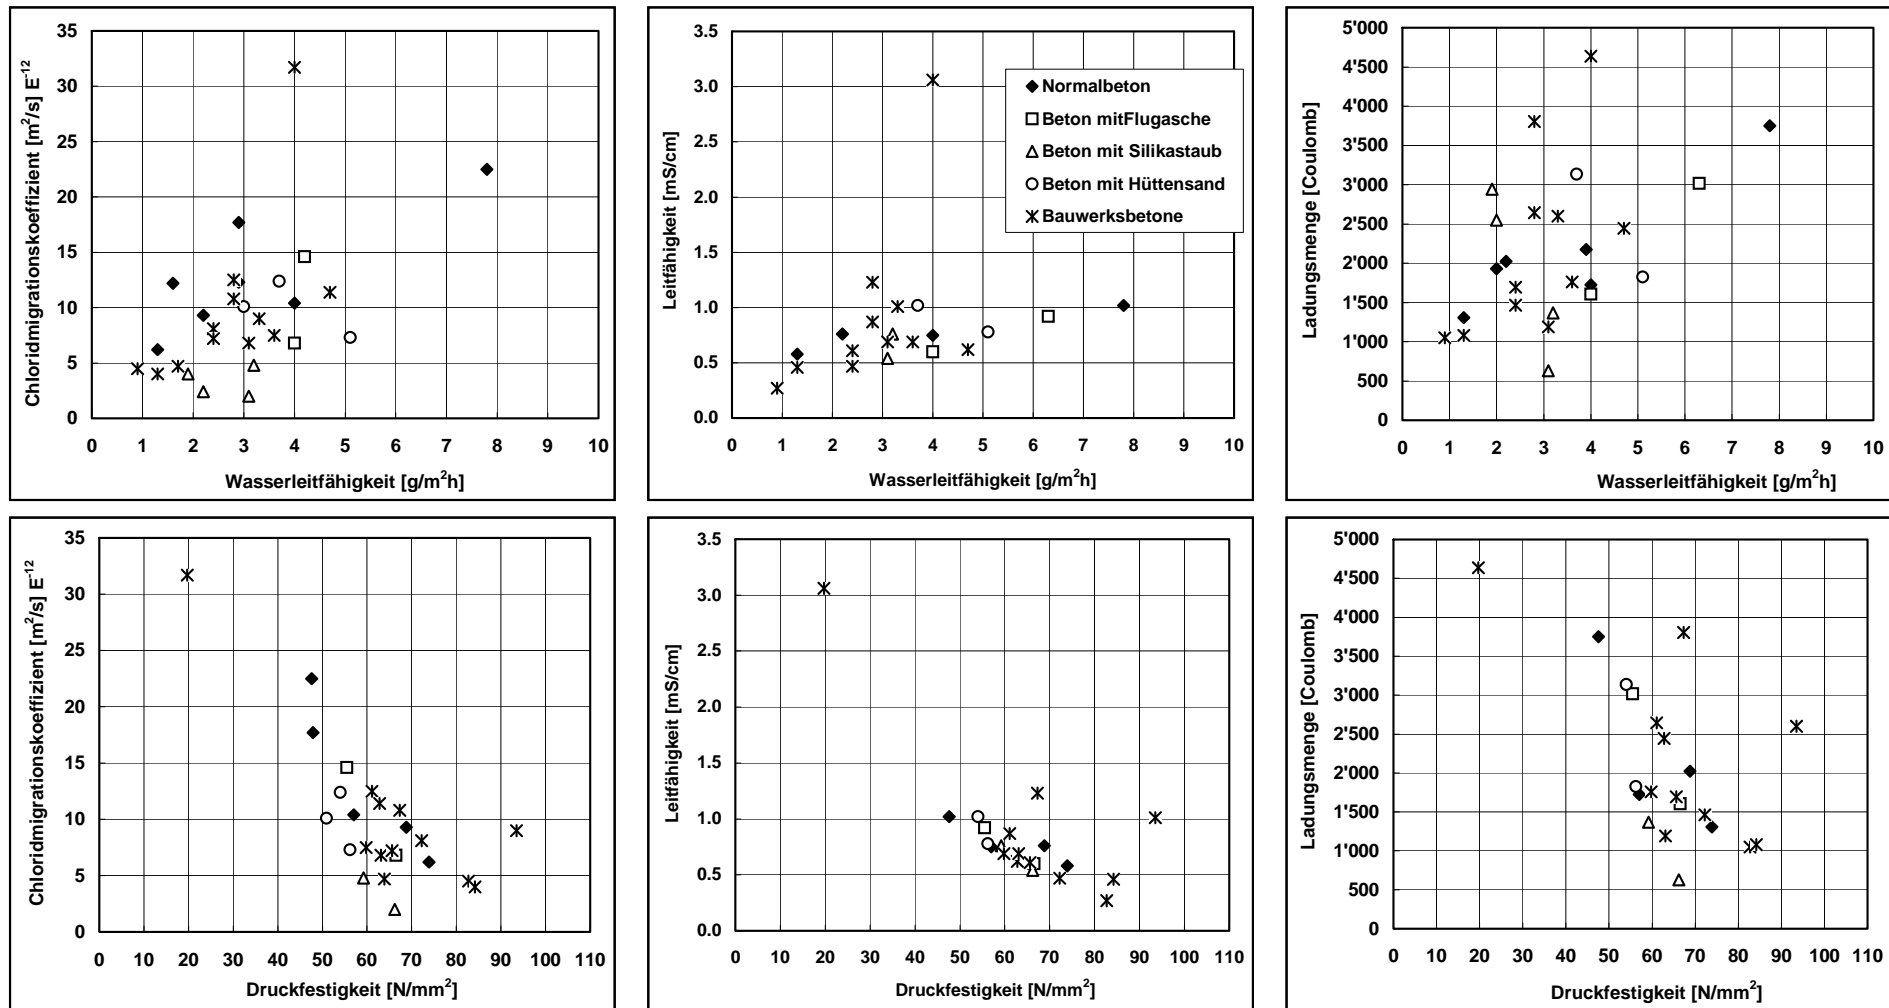 Chloridmigrationskoeffizient [m²/s] E⁻¹²
35
30
25
20
15
10
5
0
0 1 2 3 4 5 6 7 8 9 10
Wasserleitfähigkeit [g/m²h]
Leitfähigkeit [mS/cm]
3.5
3.0
2.5
2.0
1.5
1.0
0.5
0.0
0 1 2 3 4 5 6 7 8 9 10
Wasserleitfähigkeit [g/m²h]
Normalbeton
Beton mitFlugasche
Beton mit Silikastaub
Beton mit Hüttensand
Bauwerksbetone
Ladungsmenge [Coulomb]
5'000
4'500
4'000
3'500
3'000
2'500
2'000
1'500
1'000
500
0
0 1 2 3 4 5 6 7 8 9 10
Wasserleitfähigkeit [g/m²h]
Chloridmigrationskoeffizient [m²/s] E⁻¹²
35
30
25
20
15
10
5
0
0 10 20 30 40 50 60 70 80 90 100 110
Druckfestigkeit [N/mm²]
Leitfähigkeit [mS/cm]
3.5
3.0
2.5
2.0
1.5
1.0
0.5
0.0
0 10 20 30 40 50 60 70 80 90 100 110
Druckfestigkeit [N/mm²]
Ladungsmenge [Coulomb]
5'000
4'500
4'000
3'500
3'000
2'500
2'000
1'500
1'000
500
0
0 10 20 30 40 50 60 70 80 90 100 110
Druckfestigkeit [N/mm²]